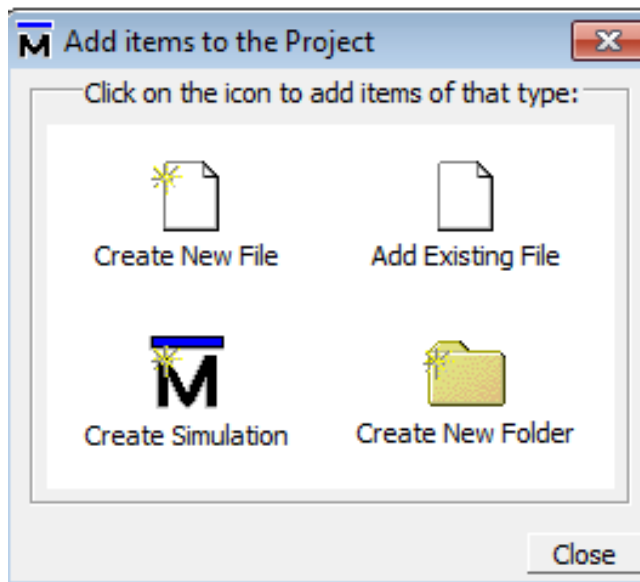 Add items to the Project
Click on the icon to add items of that type:
Create New File
Add Existing File
Create Simulation
Create New Folder
Close